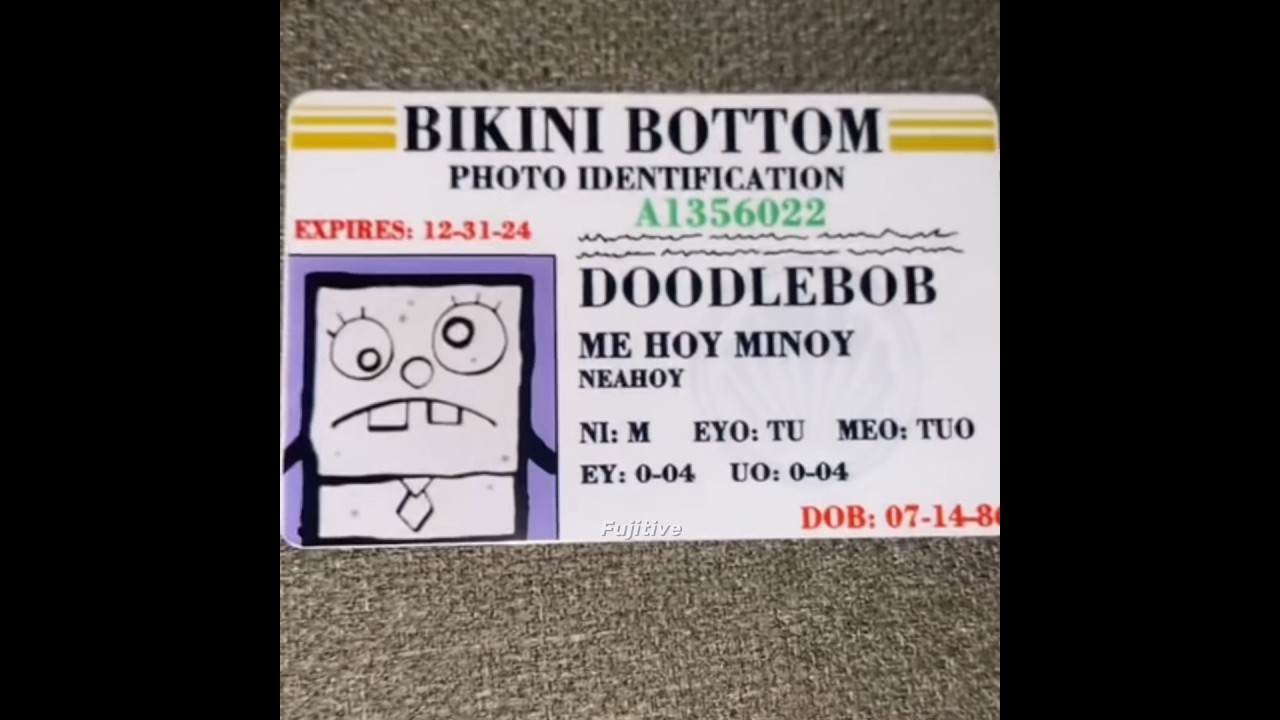 BIKINI BOTTOM
PHOTO IDENTIFICATION
A1356022
EXPIRES: 12-31-24
DOODLEBOB
ME HOY MINOY
NEAHOY
NI: M EYO: TU MEO: TUO
EY: 0-04 UO: 0-04
DOB: 07-14-8
Fujitive